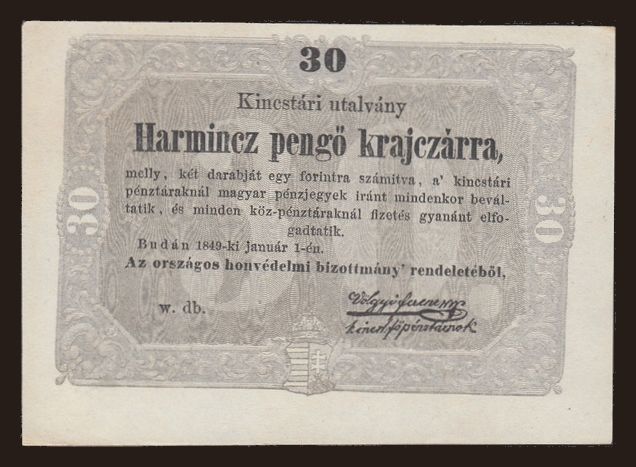 30
Kincstári utalvány
Harmincz pengő krajczárra,
melly, két darabját egy forintra számítva, a' kincstári
pénztáraknál magyar pénzjegyek iránt mindenkor bevál-
tatik, és minden köz-pénztáraknál fizetés gyanánt elfo-
gadtatik.
Budán 1849-ki január 1-én.
Az országos honvédelmi bizottmány' rendeletéből,
w. db.
30
30